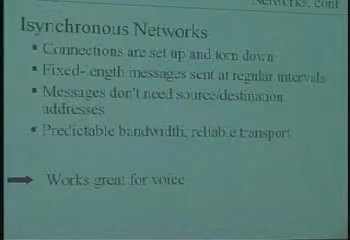 Networks, cont
Isynchronous Networks
Connections are set up and torn down
Fixed-length messages sent at regular intervals
Messages don't need source/destination
addresses
Predictable bandwidth, reliable transport
Works great for voice